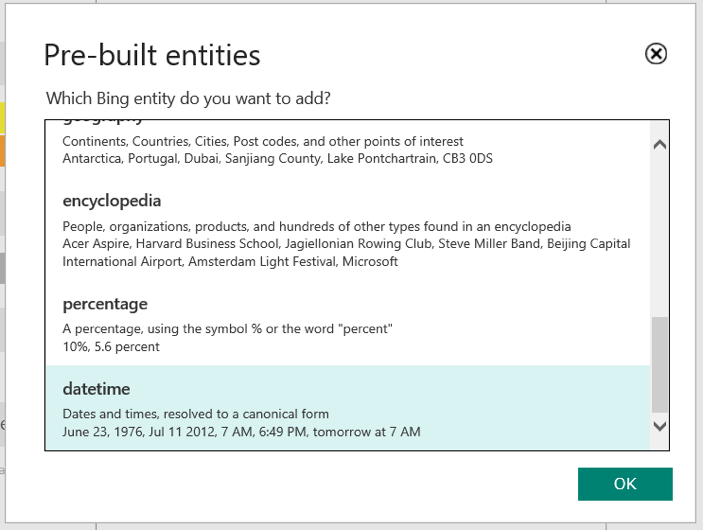 Pre-built entities
Which Bing entity do you want to add?
geography
Continents, Countries, Cities, Post codes, and other points of interest
Antarctica, Portugal, Dubai, Sanjiang County, Lake Pontchartrain, CB3 0DS
encyclopedia
People, organizations, products, and hundreds of other types found in an encyclopedia
Acer Aspire, Harvard Business School, Jagiellonian Rowing Club, Steve Miller Band, Beijing Capital
International Airport, Amsterdam Light Festival, Microsoft
percentage
A percentage, using the symbol % or the word "percent"
10%, 5.6 percent
datetime
Dates and times, resolved to a canonical form
June 23, 1976, Jul 11 2012, 7 AM, 6:49 PM, tomorrow at 7 AM
OK